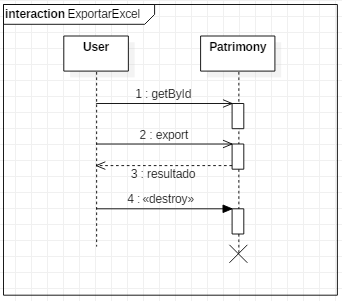 interaction ExportarExcel
User
Patrimony
1 : getById
2 : export
3 : resultado
4 : «destroy»